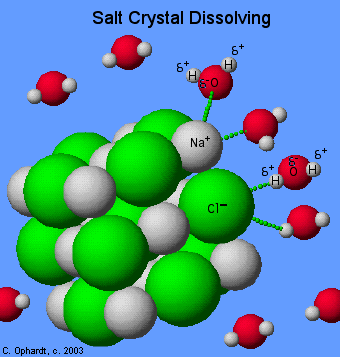 Salt Crystal Dissolving
δ+
δ+ H
H δ-O
Na+
δ+
δ-
O H
δ+ H
Cl−
C. Ophardt, c. 2003